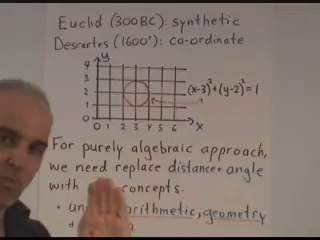 Euclid (300BC): synthetic
Descartes (1600's): co-ordinate
y
4
3
2
1
0
0 1 2 3 4 5 6 x
(x-3)²+(y-2)²=1
For purely algebraic approach,
we need replace distance + angle
with concepts.
arithmetic, geometry
+